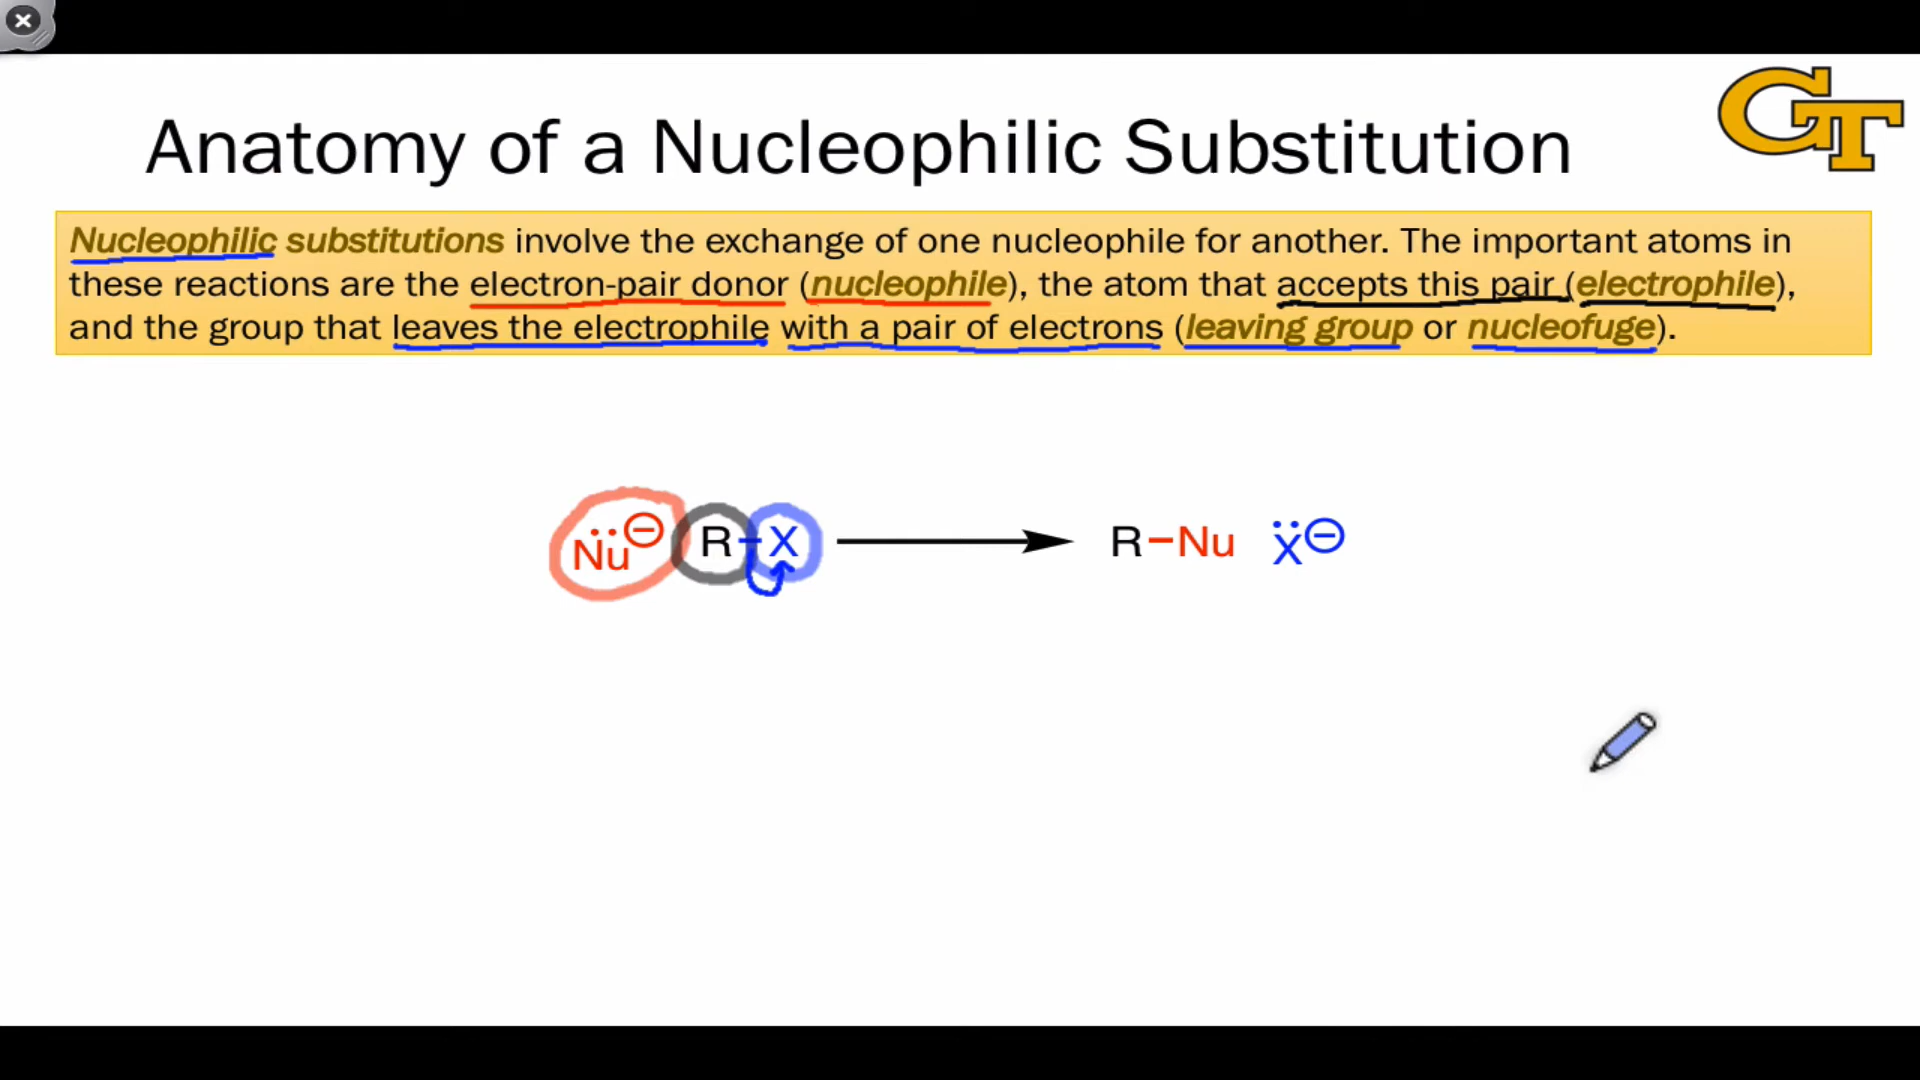 GT
Anatomy of a Nucleophilic Substitution
Nucleophilic substitutions involve the exchange of one nucleophile for another. The important atoms in
these reactions are the electron-pair donor (nucleophile), the atom that accepts this pair (electrophile),
and the group that leaves the electrophile with a pair of electrons (leaving group or nucleofuge).
Nu⊖ R–X ⟶ R–Nu X⊖